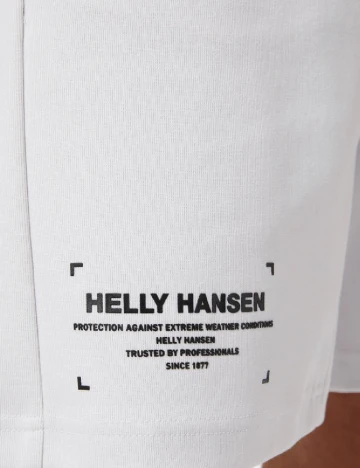 HELLY HANSEN
PROTECTION AGAINST EXTREME WEATHER CONDITIONS
HELLY HANSEN
TRUSTED BY PROFESSIONALS
SINCE 1877